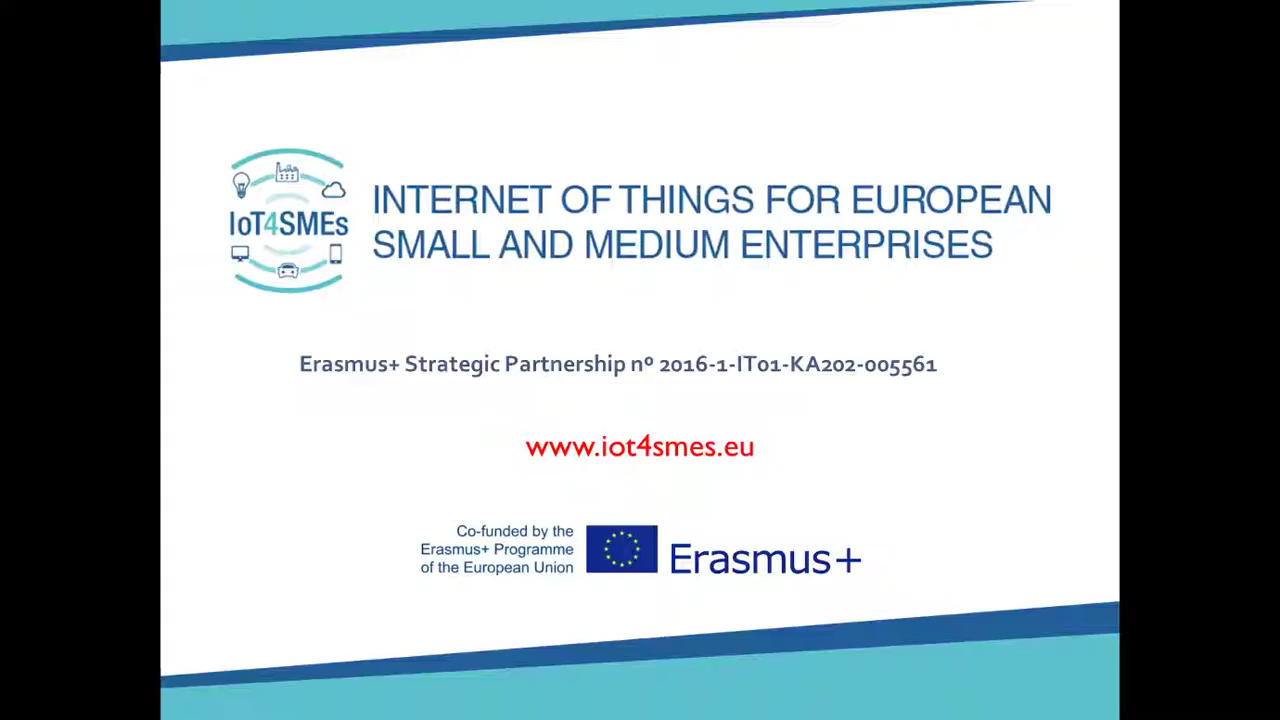 IoT4SMEs
INTERNET OF THINGS FOR EUROPEAN
SMALL AND MEDIUM ENTERPRISES
Erasmus+ Strategic Partnership nº 2016-1-IT01-KA202-005561
www.iot4smes.eu
Co-funded by the
Erasmus+ Programme
of the European Union
Erasmus+